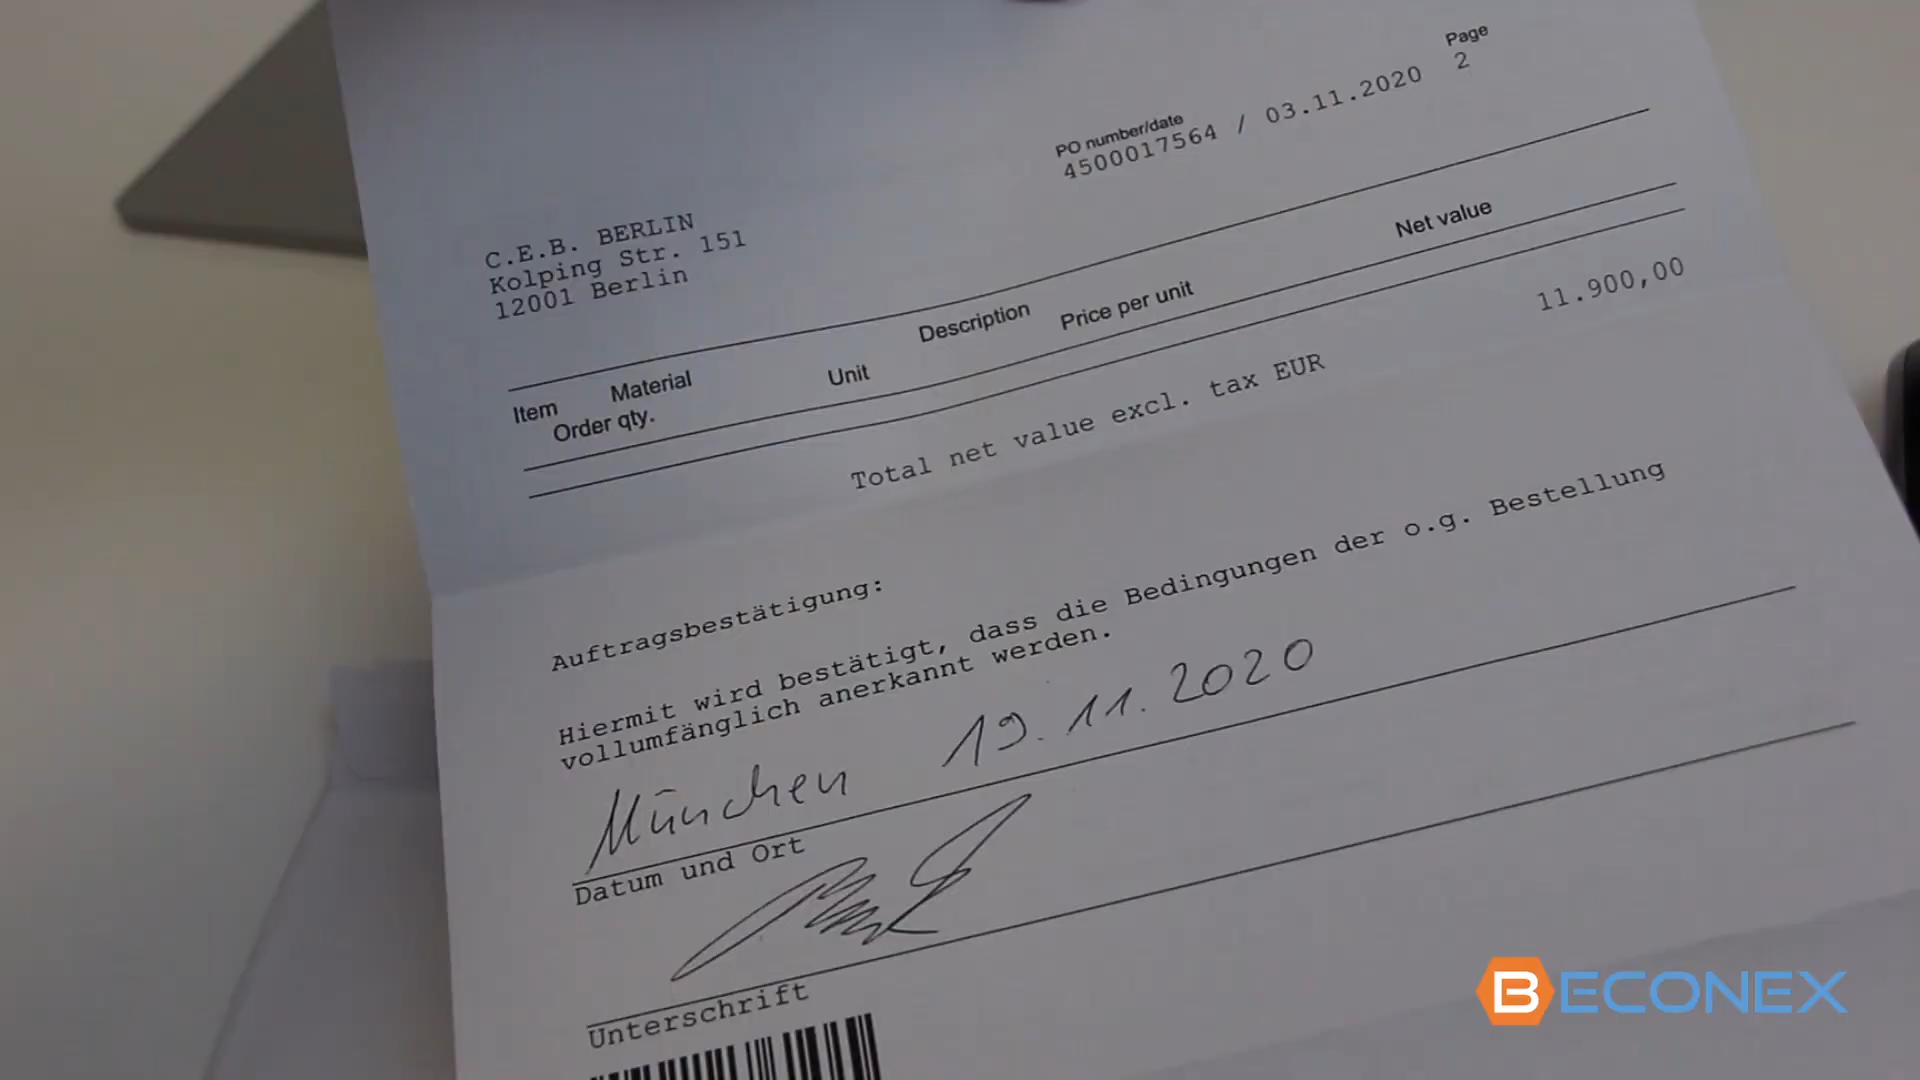 Page
2
PO number/date
4500017564 / 03.11.2020
C.E.B. BERLIN
Kolping Str. 151
12001 Berlin
Item Material Unit Description Price per unit Net value
Order qty.
Total net value excl. tax EUR 11.900,00
Auftragsbestätigung:
Hiermit wird bestätigt, dass die Bedingungen der o.g. Bestellung
vollumfänglich anerkannt werden.
München 19.11.2020
Datum und Ort
Unterschrift
BECONEX